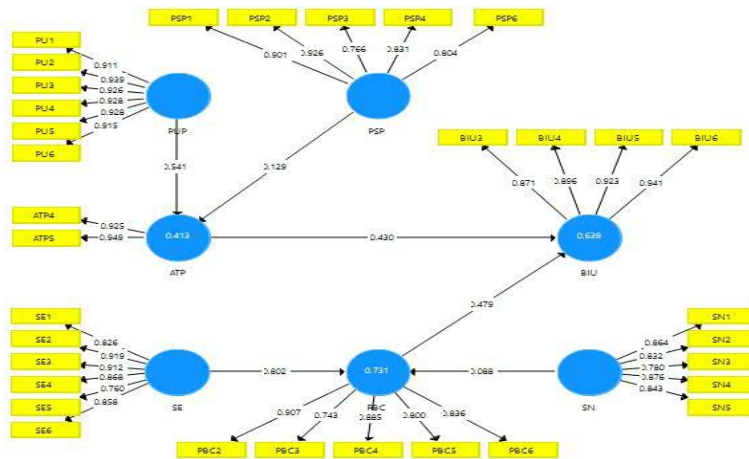 PSP1
PSP2
PSP3
PSP4
PSP6
0.901
0.926
0.766
0.831
0.804
PU1
PU2
PU3
PU4
PU5
PU6
0.911
0.939
0.926
0.928
0.928
0.915
PUP
PSP
0.541
0.129
BIU3
BIU4
BIU5
BIU6
0.871
0.896
0.923
0.941
ATP4
ATP5
0.925
0.949
0.413
ATP
0.430
0.639
BIU
0.479
SE1
SE2
SE3
SE4
SE5
SE6
0.826
0.919
0.912
0.868
0.760
0.858
SE
0.802
0.731
PBC
0.088
SN
SN1
SN2
SN3
SN4
SN5
0.864
0.832
0.780
0.876
0.843
0.907
0.743
0.885
0.800
0.836
PBC2
PBC3
PBC4
PBC5
PBC6